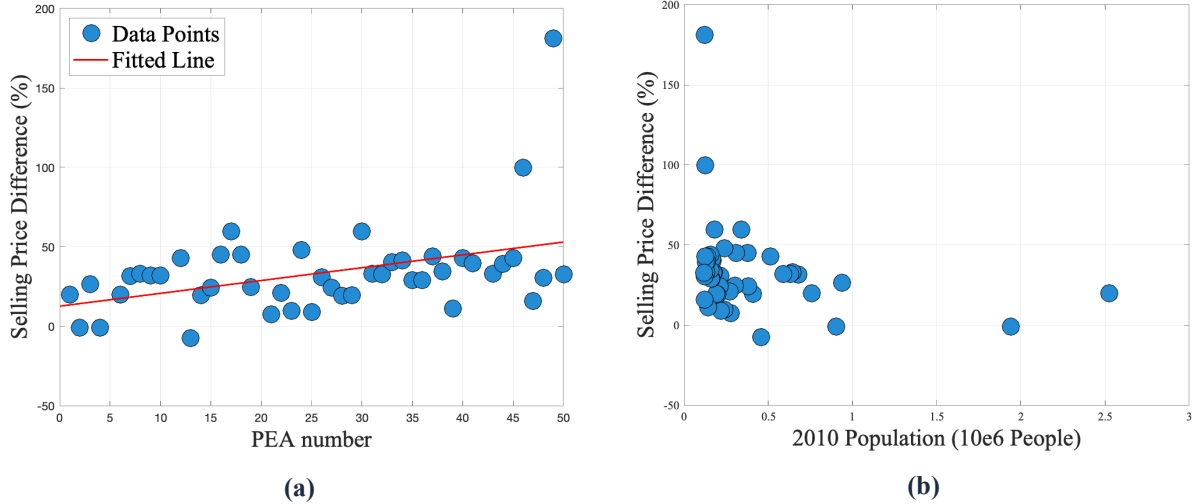 200
150
100
50
0
-50
Selling Price Difference (%)
Data Points
Fitted Line
0 5 10 15 20 25 30 35 40 45 50
PEA number
(a)
200
150
100
50
0
-50
Selling Price Difference (%)
0 0.5 1 1.5 2 2.5 3
2010 Population (10e6 People)
(b)